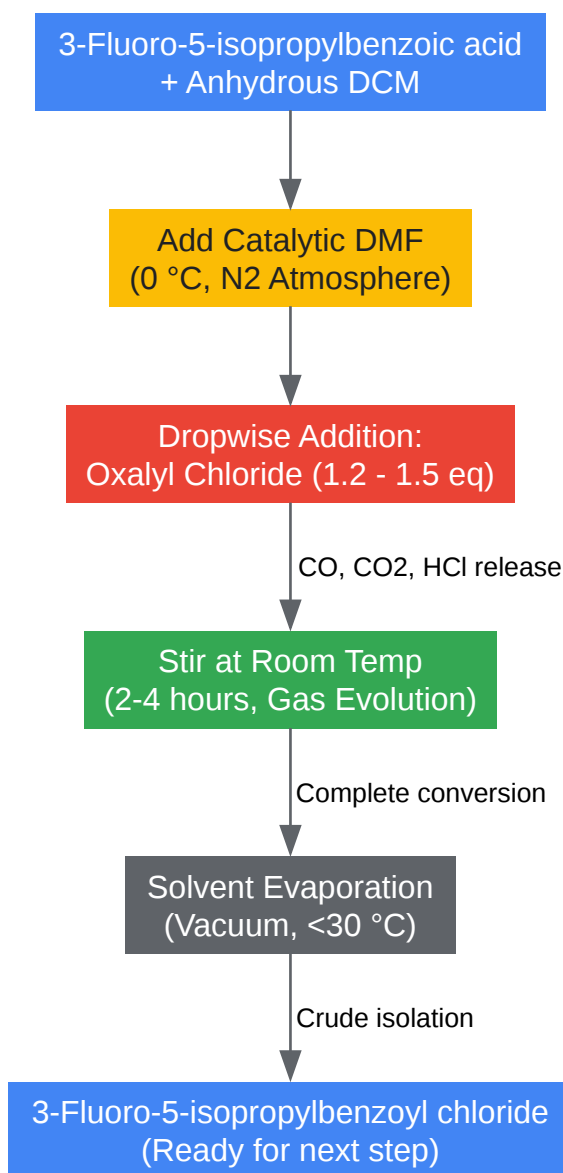 3-Fluoro-5-isopropylbenzoic acid
+ Anhydrous DCM
Add Catalytic DMF
(0 °C, N2 Atmosphere)
Dropwise Addition:
Oxalyl Chloride (1.2 - 1.5 eq)
CO, CO2, HCl release
Stir at Room Temp
(2-4 hours, Gas Evolution)
Complete conversion
Solvent Evaporation
(Vacuum, <30 °C)
Crude isolation
3-Fluoro-5-isopropylbenzoyl chloride
(Ready for next step)